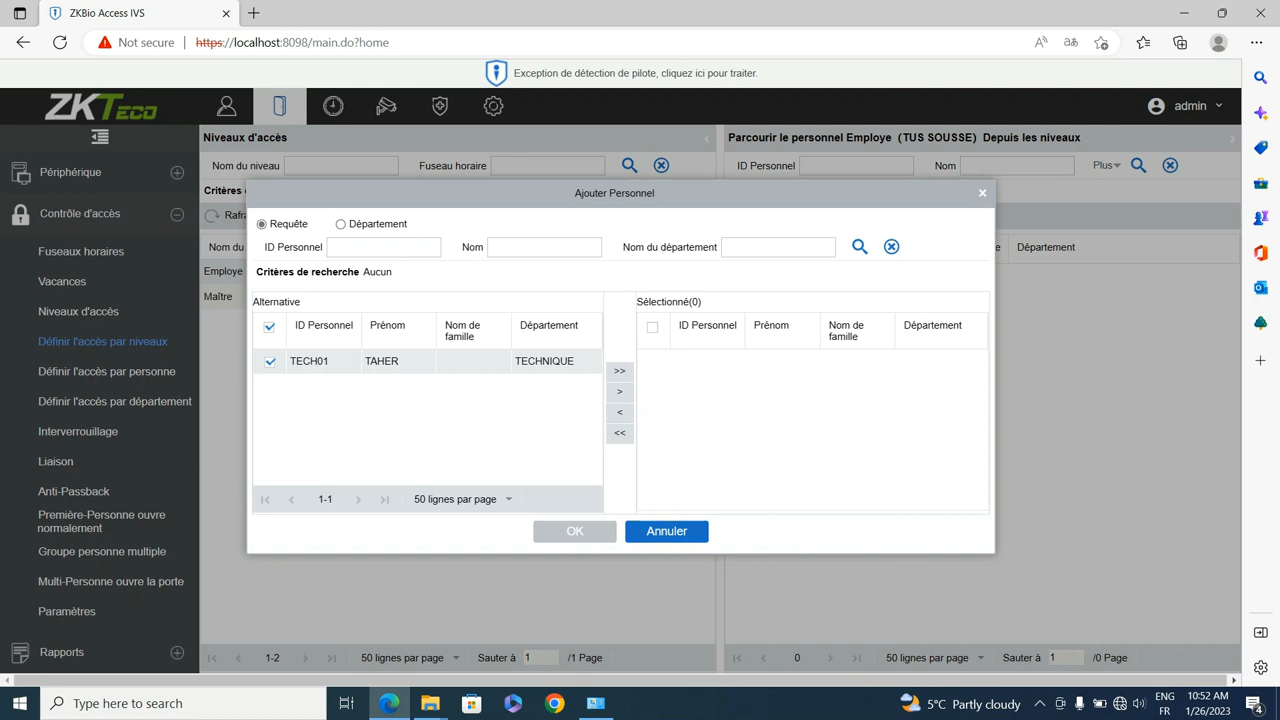 ZKBio Access IVS
Not secure
https://localhost:8098/main.do?home
Exception de détection de pilote, cliquez ici pour traiter.
ZKTeco
admin
Périphérique
Contrôle d'accès
Fuseaux horaires
Vacances
Niveaux d'accès
Définir l'accès par niveaux
Définir l'accès par personne
Définir l'accès par département
Interverrouillage
Liaison
Anti-Passback
Première-Personne ouvre
normalement
Groupe personne multiple
Multi-Personne ouvre la porte
Paramètres
Rapports
Niveaux d'accès
Nom du niveau
Fuseau horaire
Critères d
Rafra
Nom du
Employe
Maître
1-2
50 lignes par page
Sauter à
1
/1 Page
Parcourir le personnel Employe (TUS SOUSSE) Depuis les niveaux
ID Personnel
Nom
Plus
e
Département
0
50 lignes par page
Sauter à
1
/0 Page
Ajouter Personnel
Requête
Département
ID Personnel
Nom
Nom du département
Critères de recherche Aucun
Alternative
ID Personnel
Prénom
Nom de
famille
Département
TECH01
TAHER
TECHNIQUE
1-1
50 lignes par page
>>
>
<
<<
Sélectionné(0)
ID Personnel
Prénom
Nom de
famille
Département
OK
Annuler
Type here to search
5°C Partly cloudy
ENG
FR
10:52 AM
1/26/2023
4